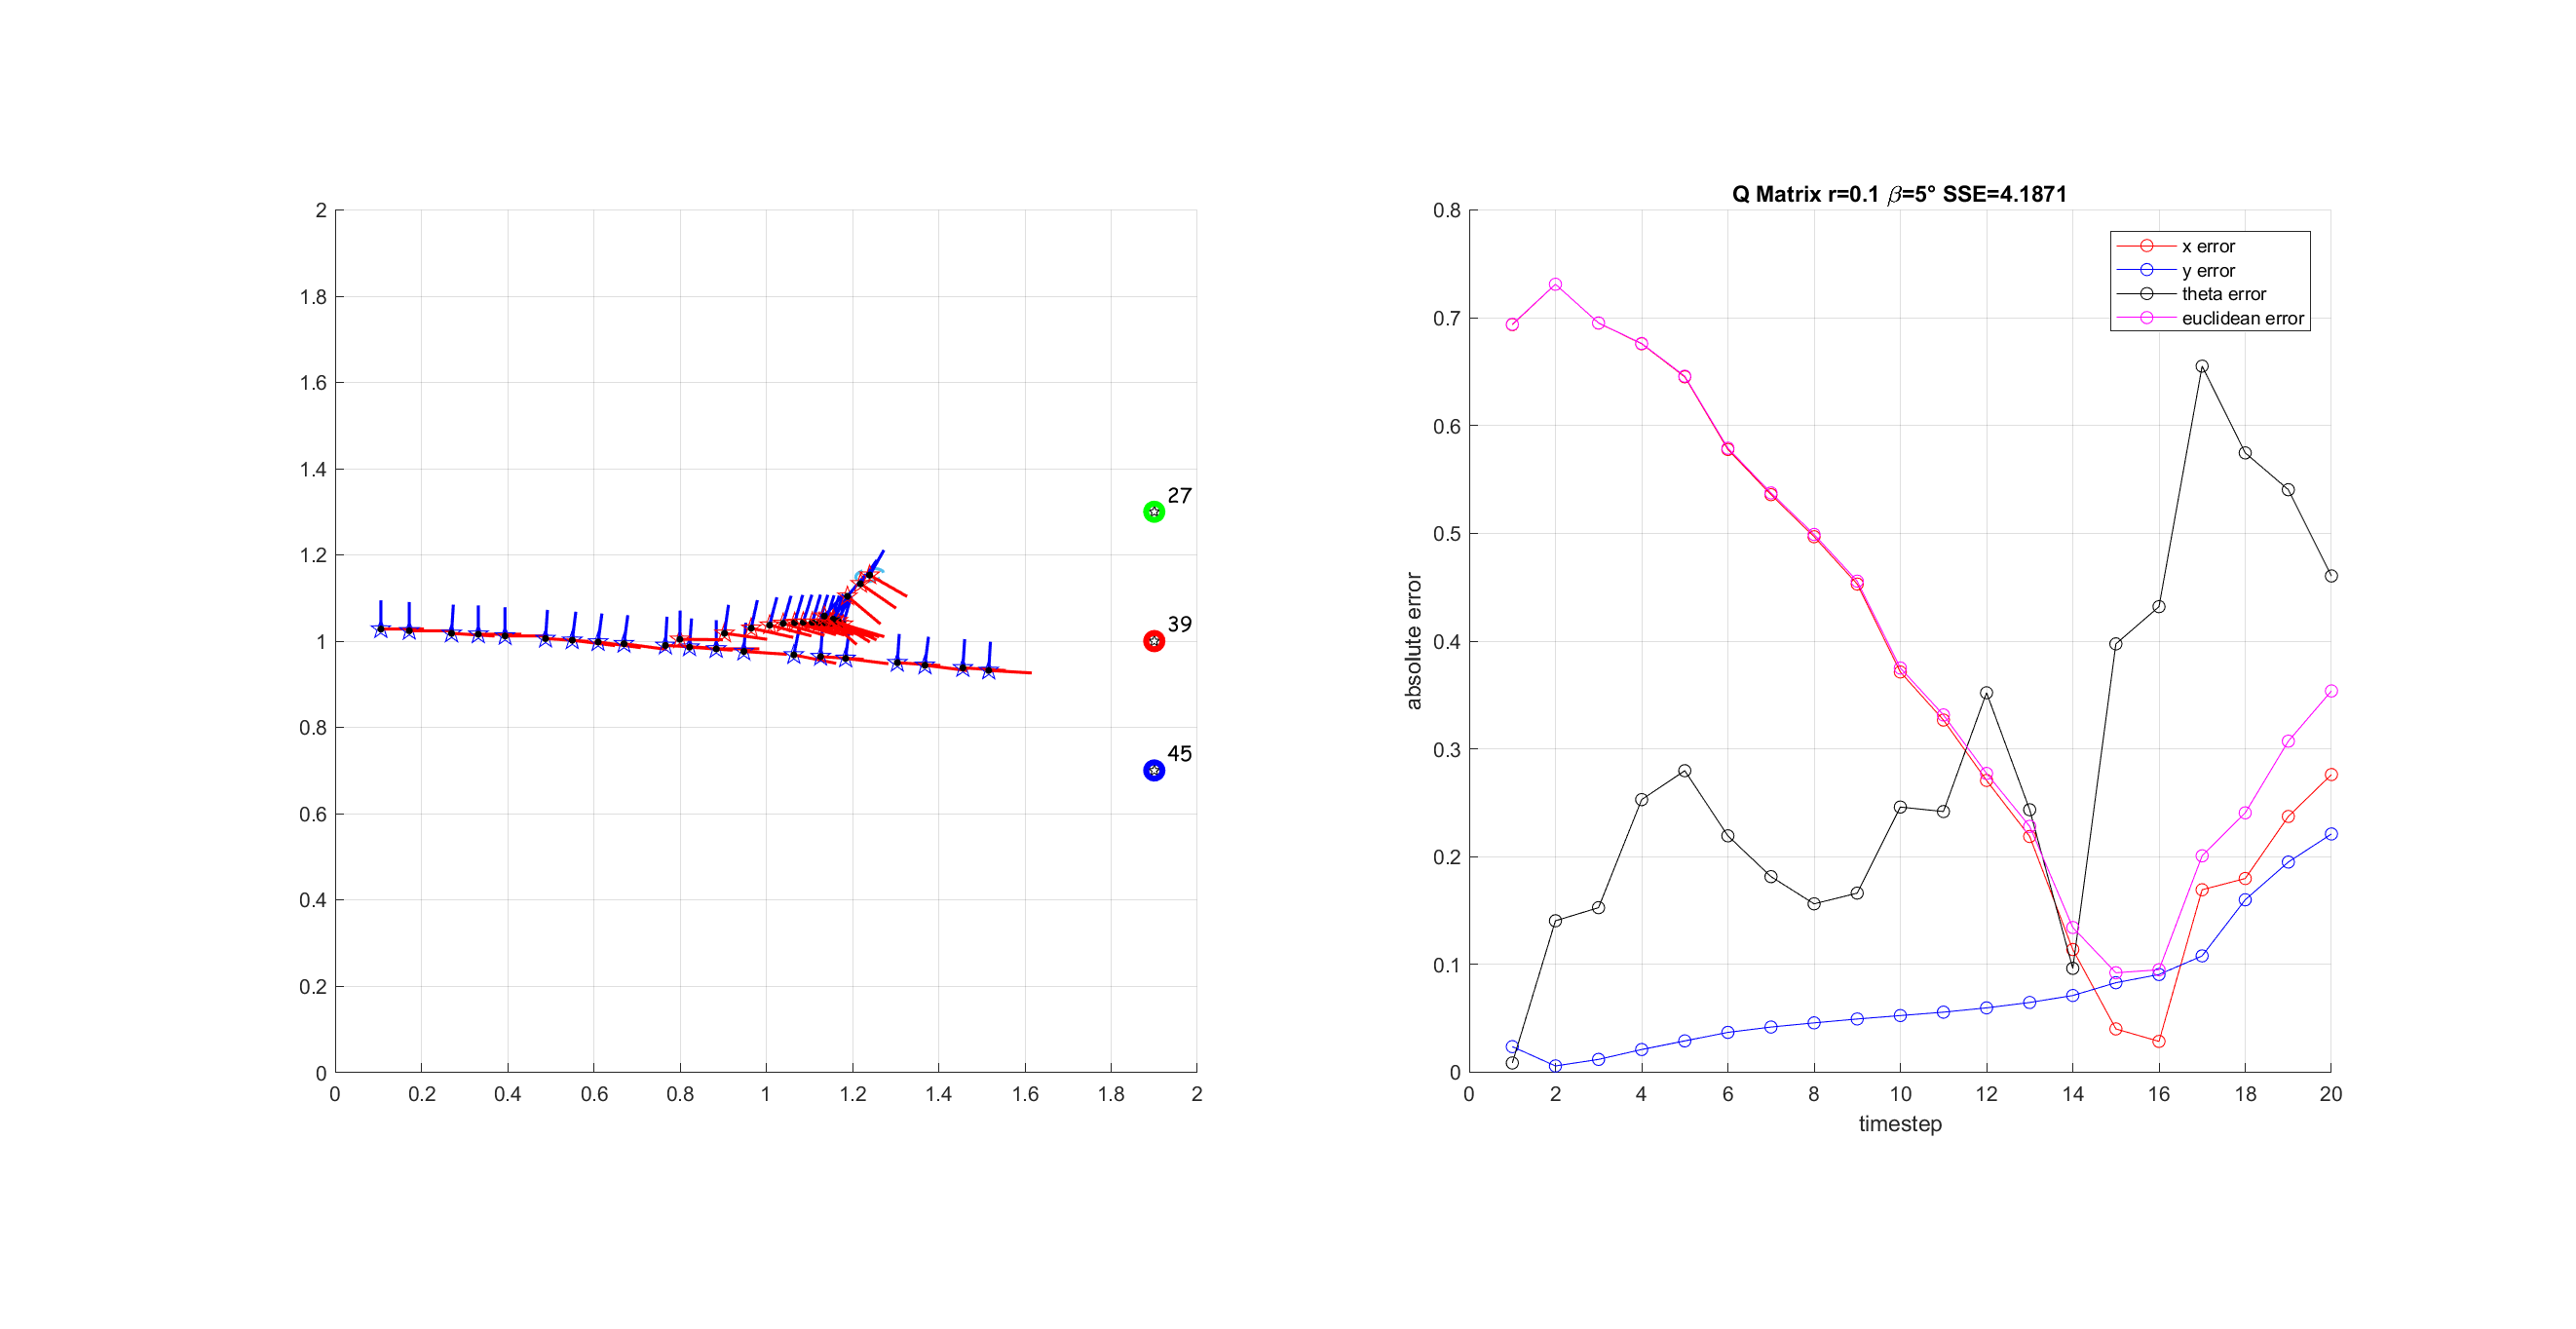 2
1.8
1.6
1.4
1.2
1
0.8
0.6
0.4
0.2
0
0 0.2 0.4 0.6 0.8 1 1.2 1.4 1.6 1.8 2
27
39
45
Q Matrix r=0.1 β=5° SSE=4.1871
x error
y error
theta error
euclidean error
absolute error
0.8
0.7
0.6
0.5
0.4
0.3
0.2
0.1
0
0 2 4 6 8 10 12 14 16 18 20
timestep